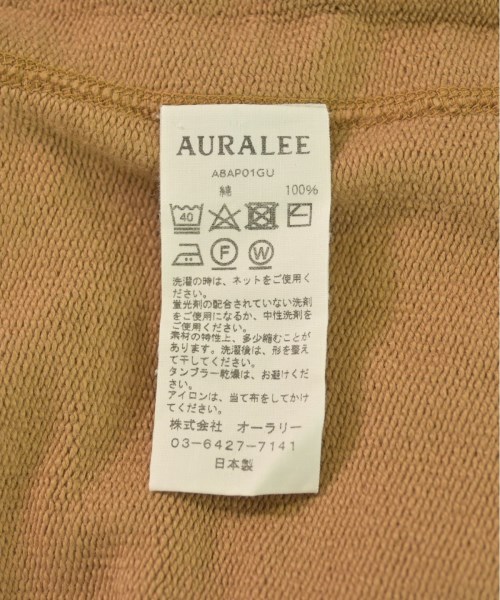 AURALEE
A8AP01GU
綿 100%
40
F W
洗濯の時は、ネットをご使用く
ださい。
蛍光剤の配合されていない洗剤
をご使用になるか、中性洗剤を
ご使用ください。
素材の特性上、多少縮むことが
あります。洗濯後は、形を整え
て干してください。
タンブラー乾燥は、お避けくだ
さい。
アイロンは、当て布をしてかけ
てください。
株式会社 オーラリー
03-6427-7141
日本製